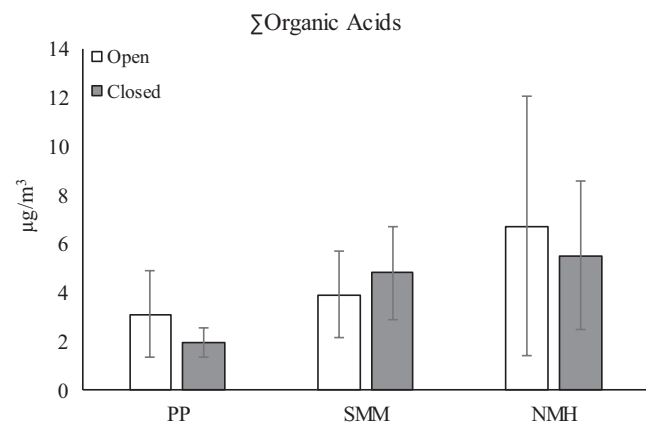 ∑Organic Acids
14
12
10
8
6
4
2
0
µg/m³
Open
Closed
PP SMM NMH